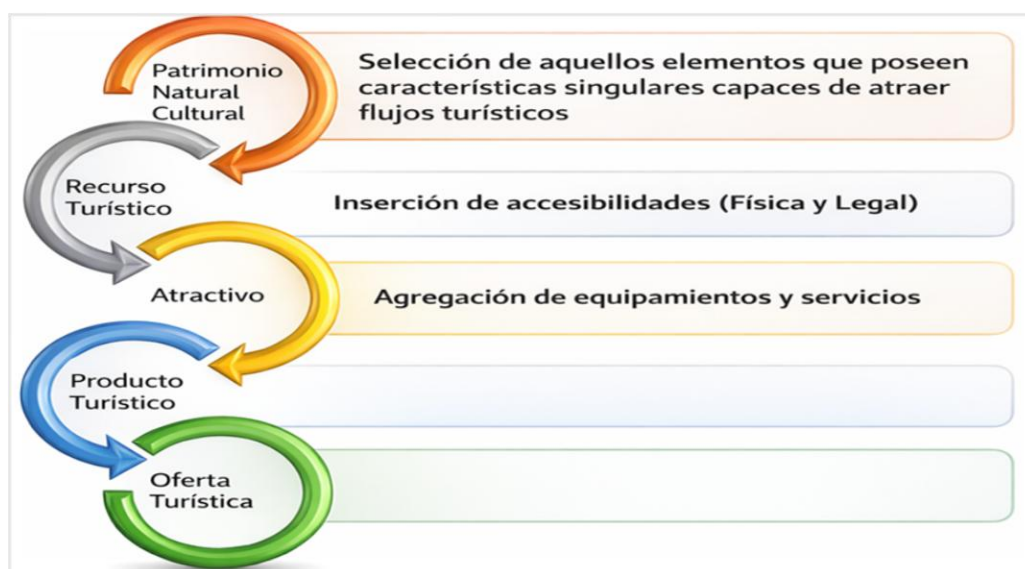 Patrimonio
Natural
Cultural
Selección de aquellos elementos que poseen
características singulares capaces de atraer
flujos turísticos
Recurso
Turístico
Inserción de accesibilidades (Física y Legal)
Atractivo
Agregación de equipamientos y servicios
Producto
Turístico
Oferta
Turística